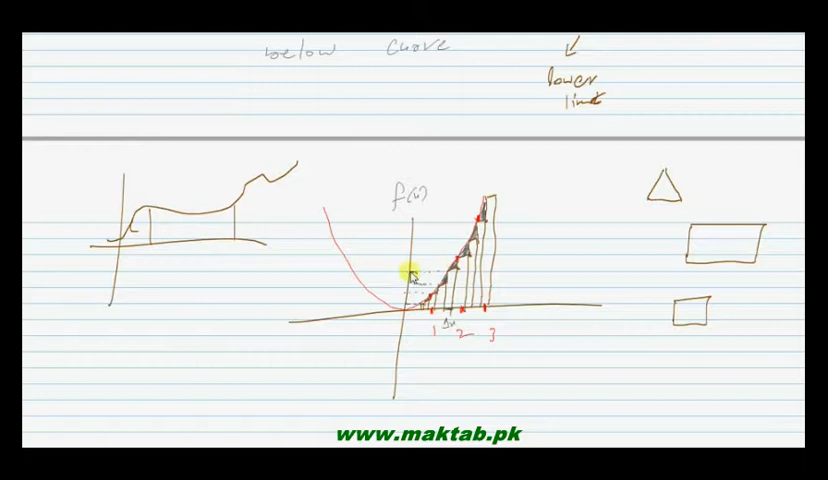 below curve
lower
limit
f(x)
1 Δx 2 3
www.maktab.pk